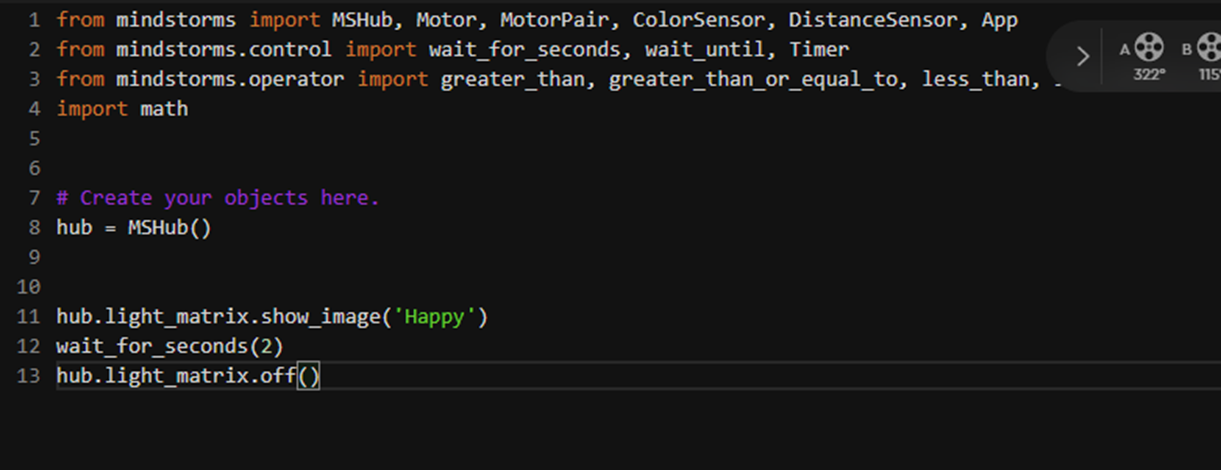 1 from mindstorms import MSHub, Motor, MotorPair, ColorSensor, DistanceSensor, App
2 from mindstorms.control import wait_for_seconds, wait_until, Timer
3 from mindstorms.operator import greater_than, greater_than_or_equal_to, less_than,
4 import math
5
6
7 # Create your objects here.
8 hub = MSHub()
9
10
11 hub.light_matrix.show_image('Happy')
12 wait_for_seconds(2)
13 hub.light_matrix.off()
A B
322° 115